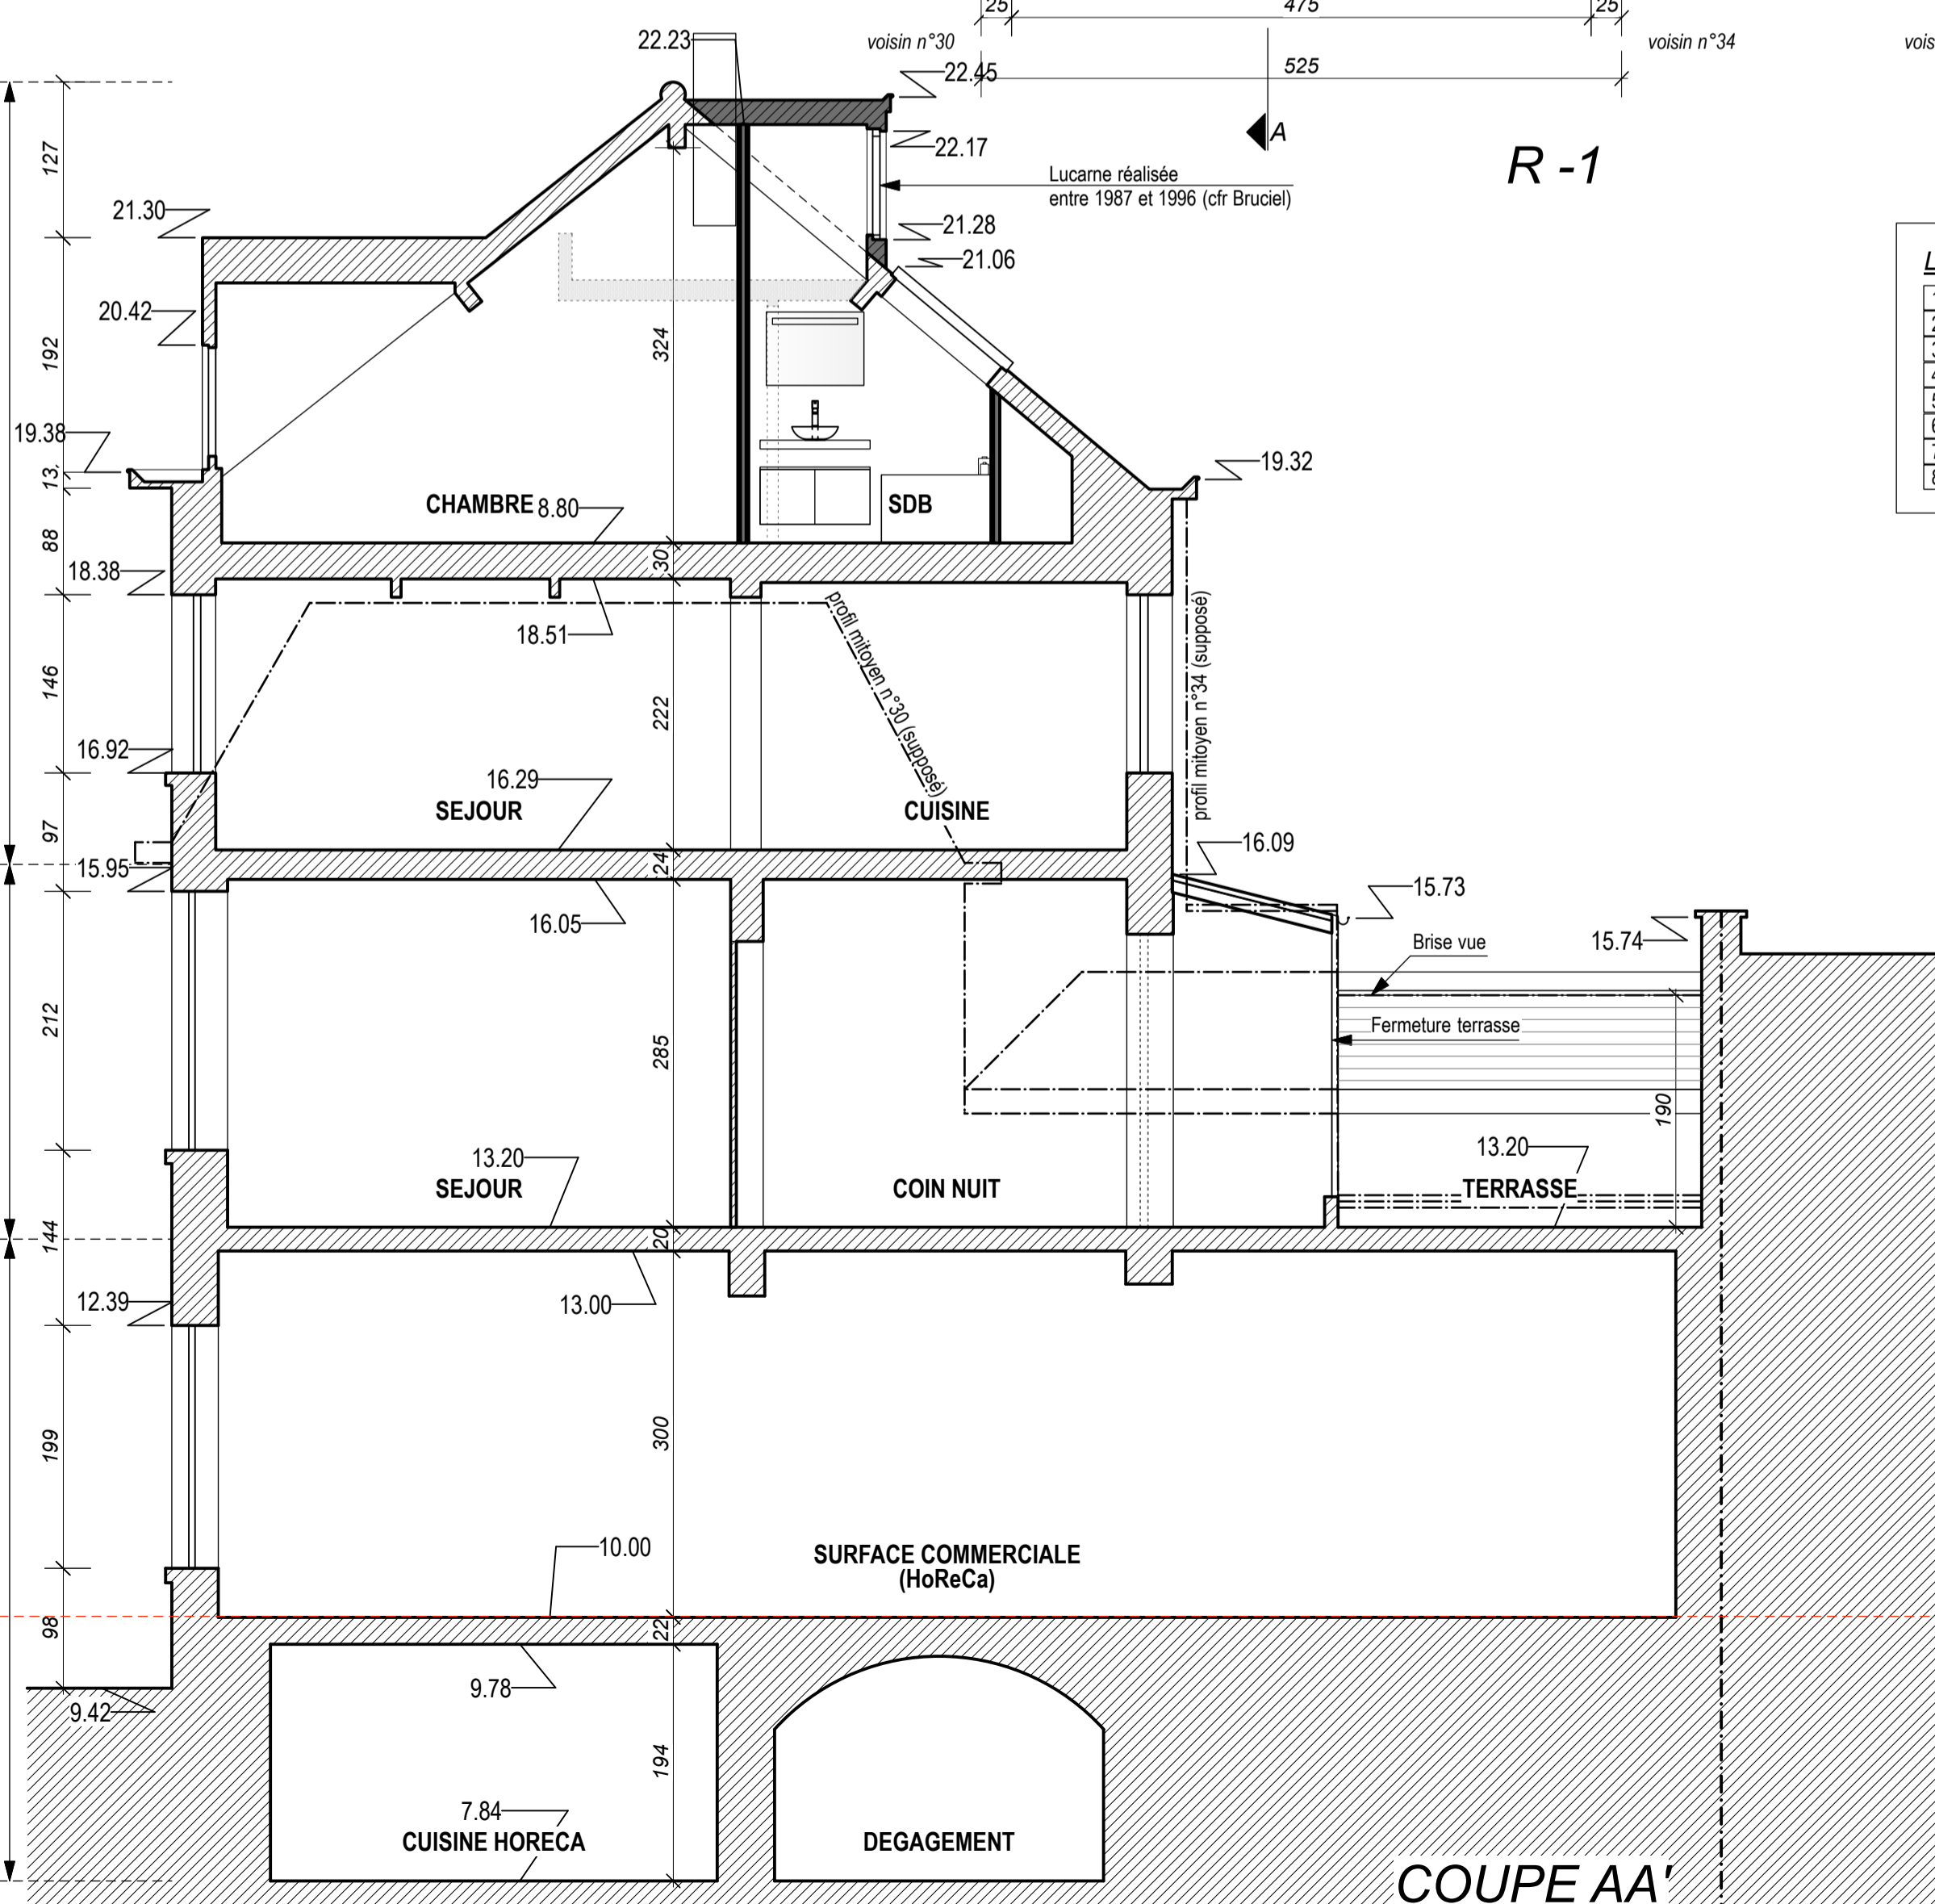 25
475
25
voisin n°30
voisin n°34
525
A
R -1
22.23
22.45
22.17
Lucarne réalisée
entre 1987 et 1996 (cfr Bruciel)
21.28
21.06
127
21.30
20.42
192
324
19.38
13
19.32
CHAMBRE
8.80
SDB
88
30
18.38
18.51
profil mitoyen n°30 (supposé)
profil mitoyen n°34 (supposé)
146
222
16.92
16.29
SEJOUR
CUISINE
97
24
15.95
16.09
16.05
15.73
15.74
Brise vue
Fermeture terrasse
212
285
190
13.20
SEJOUR
COIN NUIT
13.20
TERRASSE
144
20
12.39
13.00
199
300
10.00
SURFACE COMMERCIALE
(HoReCa)
98
22
9.78
9.42
194
7.84
CUISINE HORECA
DEGAGEMENT
COUPE AA'